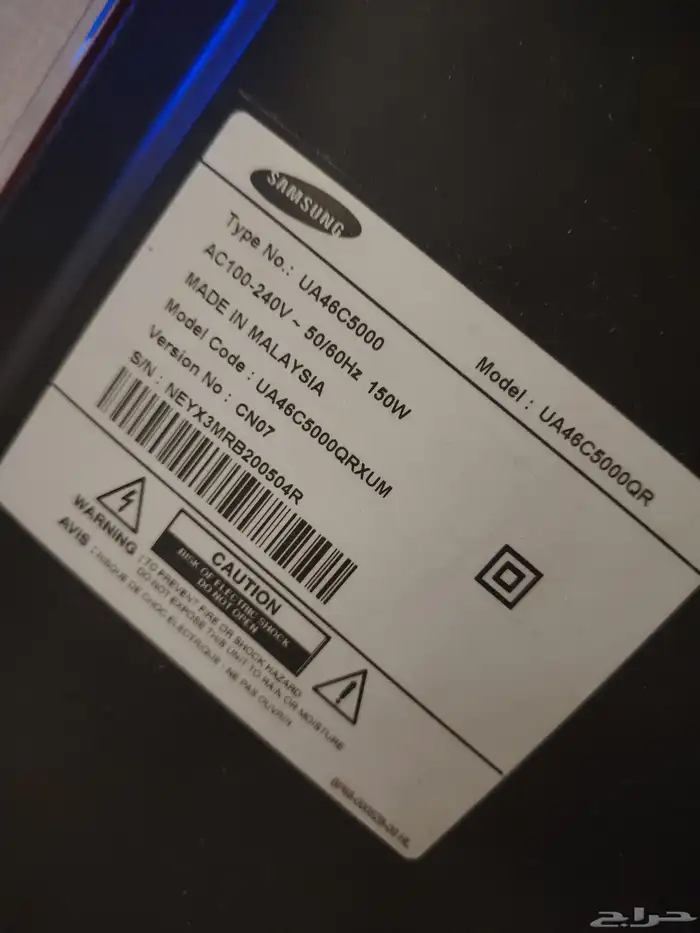 SAMSUNG
Type No.: UA46C5000
Model : UA46C5000QR
AC100-240V ~ 50/60Hz 150W
MADE IN MALAYSIA
Model Code : UA46C5000QRXUM
Version No : CN07
S/N : NEYX3MRB200504R
CAUTION
RISK OF ELECTRIC SHOCK
DO NOT OPEN
WARNING : TO PREVENT FIRE OR SHOCK HAZARD
DO NOT EXPOSE THIS UNIT TO RAIN OR MOISTURE
AVIS : RISQUE DE CHOC ELECTRIQUE - NE PAS OUVRIR
حراج